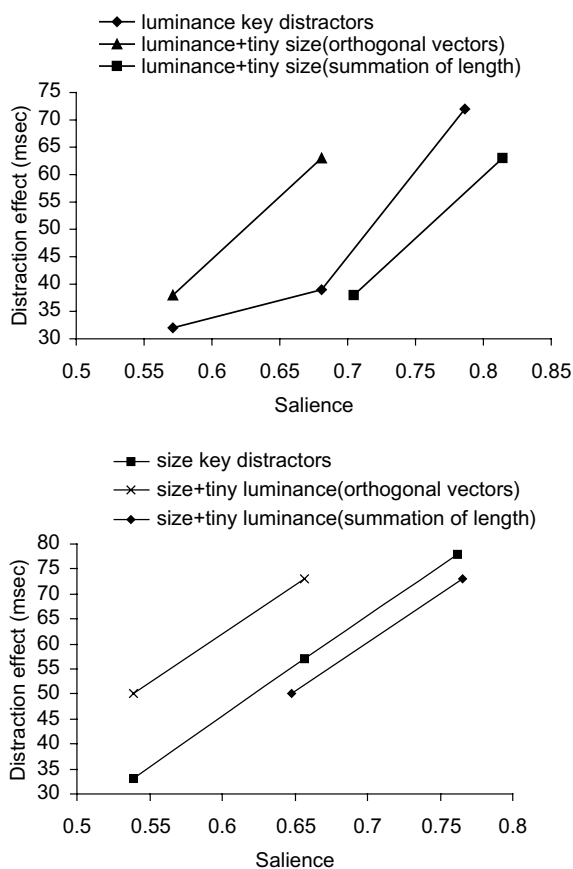 luminance key distractors
luminance+tiny size(orthogonal vectors)
luminance+tiny size(summation of length)
75
70
65
60
55
50
45
40
35
30
Distraction effect (msec)
0.5 0.55 0.6 0.65 0.7 0.75 0.8 0.85
Salience
size key distractors
size+tiny luminance(orthogonal vectors)
size+tiny luminance(summation of length)
80
75
70
65
60
55
50
45
40
35
30
Distraction effect (msec)
0.5 0.55 0.6 0.65 0.7 0.75 0.8
Salience